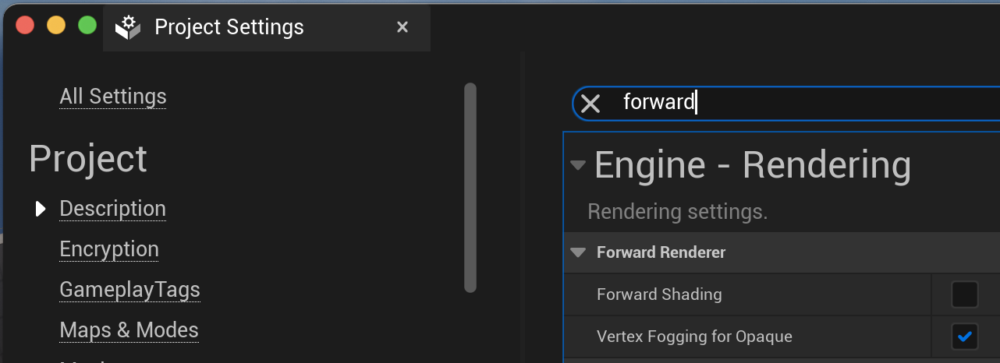 Project Settings
All Settings
Project
Description
Encryption
GameplayTags
Maps & Modes
forward
Engine - Rendering
Rendering settings.
Forward Renderer
Forward Shading
Vertex Fogging for Opaque